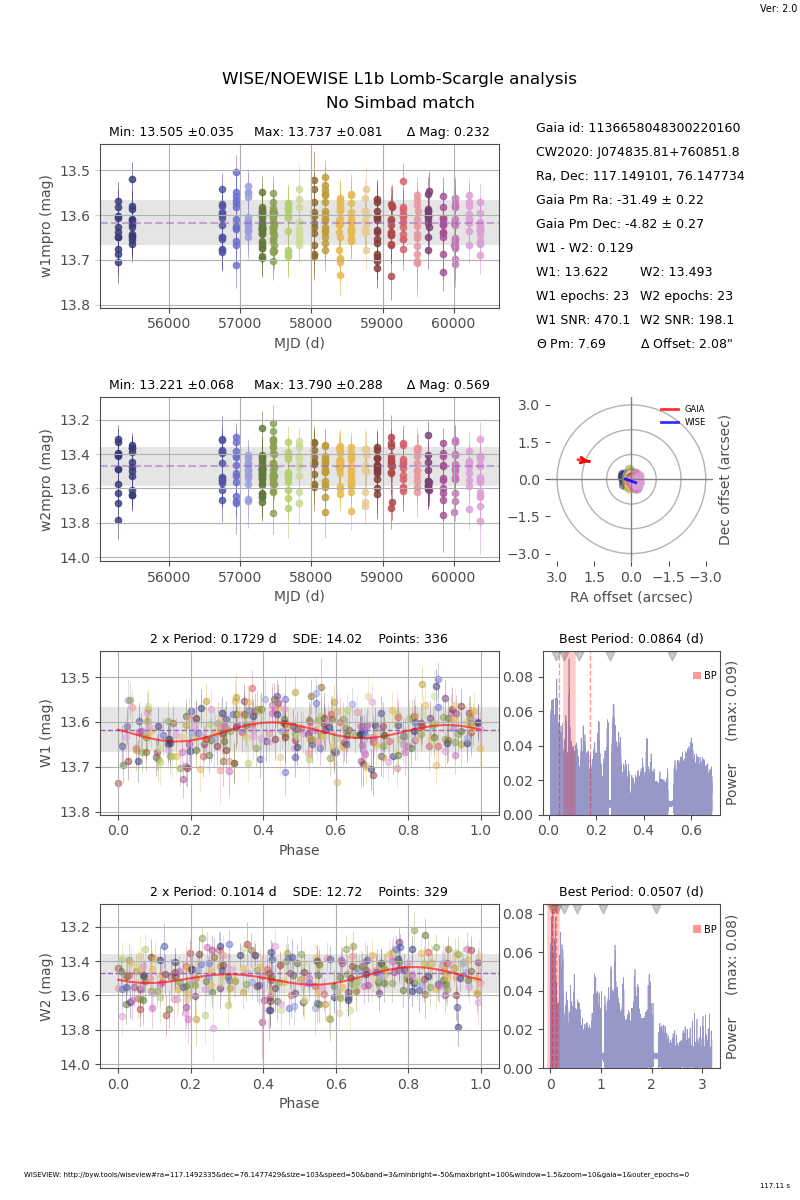 Ver: 2.0
WISE/NOEWISE L1b Lomb-Scargle analysis
No Simbad match
Min: 13.505 ±0.035 Max: 13.737 ±0.081 Δ Mag: 0.232
13.5
13.6
13.7
13.8
w1mpro (mag)
56000 57000 58000 59000 60000
MJD (d)
Gaia id: 1136658048300220160
CW2020: J074835.81+760851.8
Ra, Dec: 117.149101, 76.147734
Gaia Pm Ra: -31.49 ± 0.22
Gaia Pm Dec: -4.82 ± 0.27
W1 - W2: 0.129
W1: 13.622 W2: 13.493
W1 epochs: 23 W2 epochs: 23
W1 SNR: 470.1 W2 SNR: 198.1
Θ Pm: 7.69 Δ Offset: 2.08"
Min: 13.221 ±0.068 Max: 13.790 ±0.288 Δ Mag: 0.569
13.2
13.4
13.6
13.8
14.0
w2mpro (mag)
56000 57000 58000 59000 60000
MJD (d)
GAIA
WISE
3.0
1.5
0.0
−1.5
−3.0
Dec offset (arcsec)
3.0 1.5 0.0 −1.5 −3.0
RA offset (arcsec)
2 x Period: 0.1729 d SDE: 14.02 Points: 336
13.5
13.6
13.7
13.8
W1 (mag)
0.0 0.2 0.4 0.6 0.8 1.0
Phase
Best Period: 0.0864 (d)
BP
0.08
0.06
0.04
0.02
0.00
Power (max: 0.09)
0.0 0.2 0.4 0.6
2 x Period: 0.1014 d SDE: 12.72 Points: 329
13.2
13.4
13.6
13.8
14.0
W2 (mag)
0.0 0.2 0.4 0.6 0.8 1.0
Phase
Best Period: 0.0507 (d)
BP
0.08
0.06
0.04
0.02
0.00
Power (max: 0.08)
0 1 2 3
WISEVIEW: http://byw.tools/wiseview#ra=117.1492335&dec=76.1477429&size=103&speed=50&band=3&minbright=-50&maxbright=100&window=1.5&zoom=10&gaia=1&outer_epochs=0
117.11 s